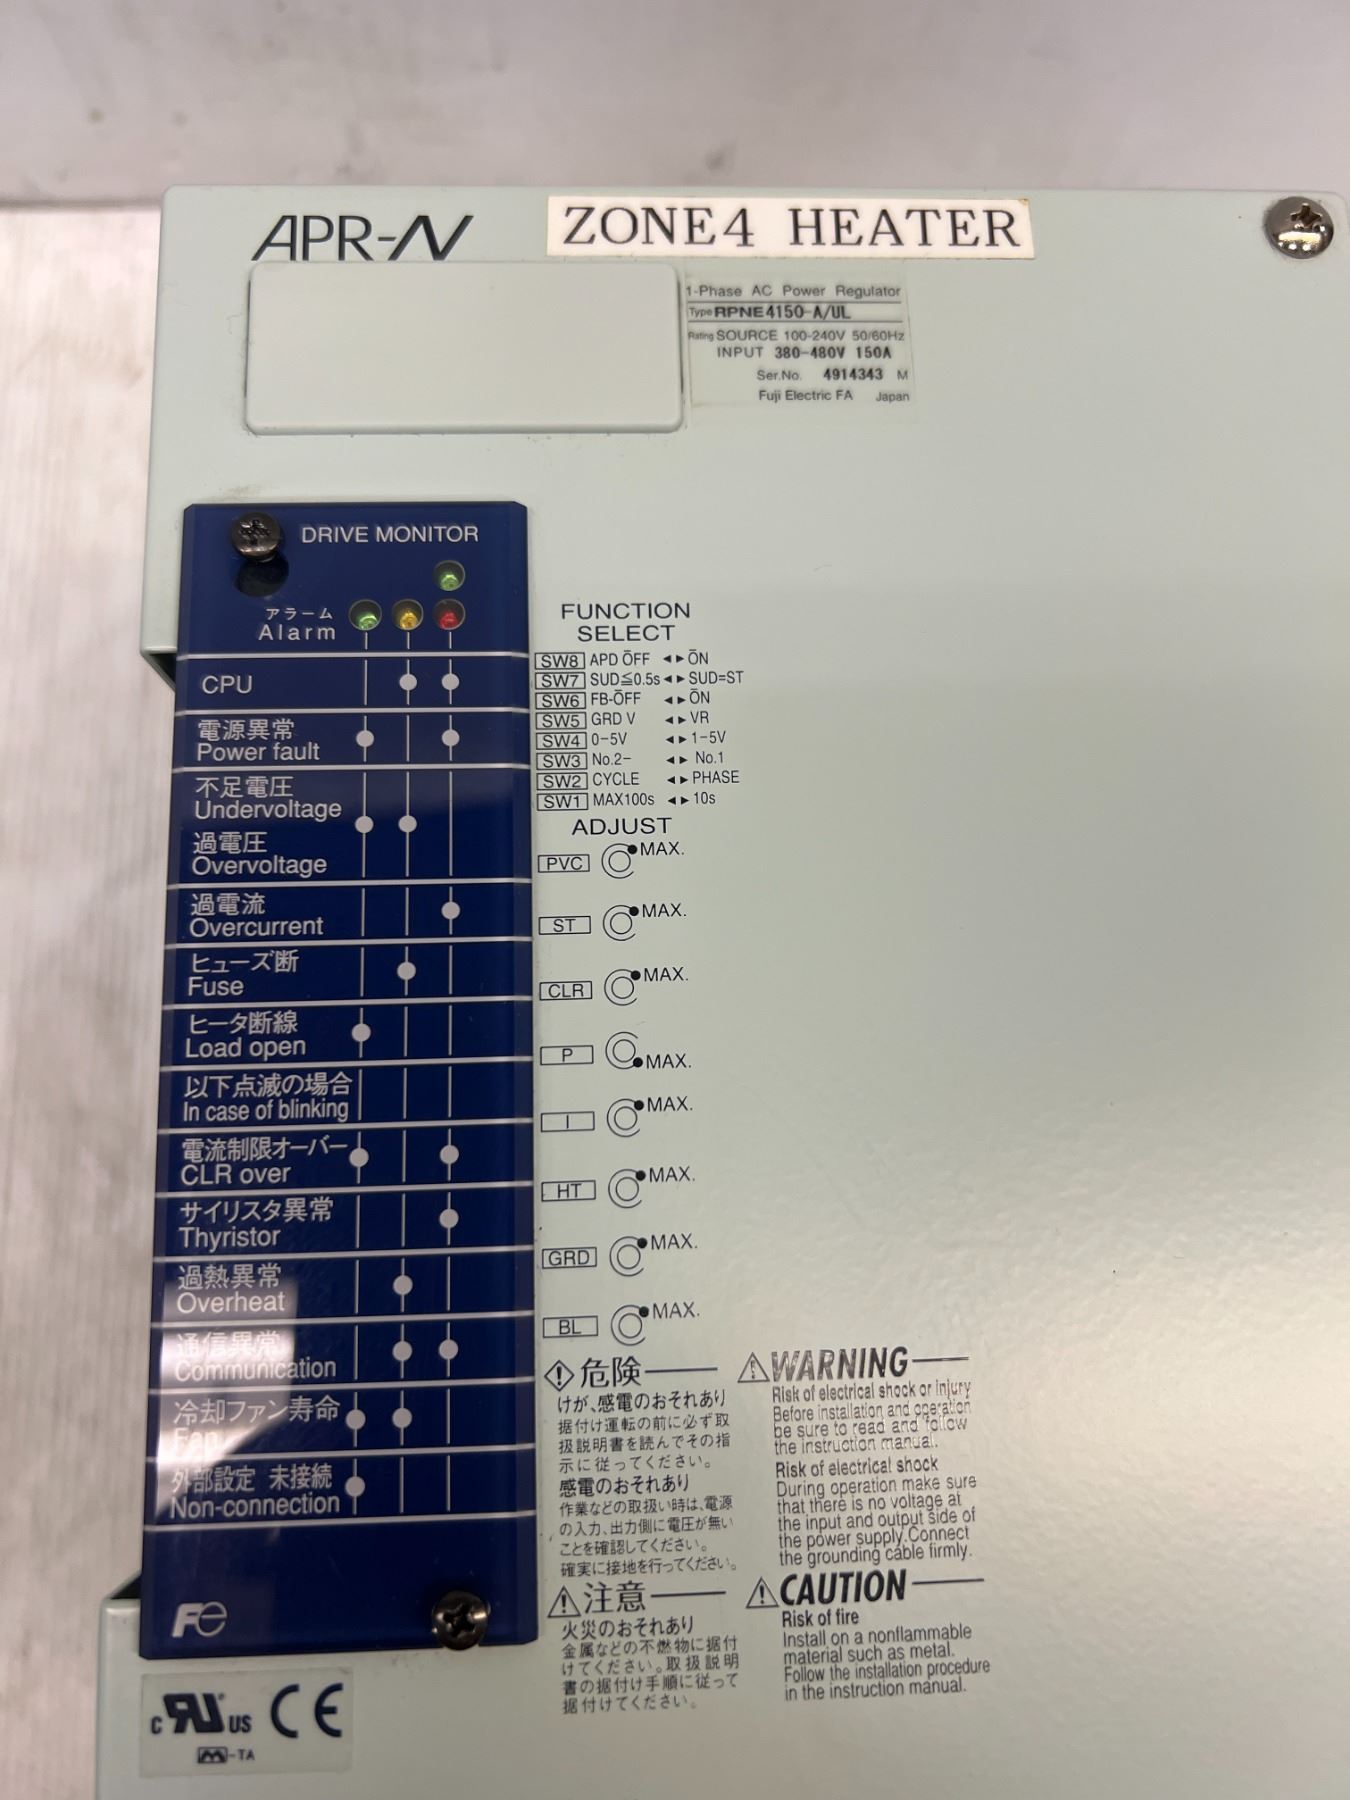 APR-N
ZONE4 HEATER
1-Phase AC Power Regulator
Type RPNE4150-A/UL
Rating SOURCE 100-240V 50/60Hz
INPUT 380-480V 150A
Ser.No. 4914343 M
Fuji Electric FA Japan
DRIVE MONITOR
アラーム
Alarm
CPU
電源異常
Power fault
不足電圧
Undervoltage
過電圧
Overvoltage
過電流
Overcurrent
ヒューズ断
Fuse
ヒータ断線
Load open
以下点滅の場合
In case of blinking
電流制限オーバー
CLR over
サイリスタ異常
Thyristor
過熱異常
Overheat
通信異常
Communication
冷却ファン寿命
Fan
外部設定 未接続
Non-connection
Fe
FUNCTION
SELECT
SW8 APD OFF ◄► ON
SW7 SUD≦0.5s ◄► SUD=ST
SW6 FB-OFF ◄► ON
SW5 GRD V ◄► VR
SW4 0-5V ◄► 1-5V
SW3 No.2- ◄► No.1
SW2 CYCLE ◄► PHASE
SW1 MAX100s ◄► 10s
ADJUST
PVC MAX.
ST MAX.
CLR MAX.
P MAX.
I MAX.
HT MAX.
GRD MAX.
BL MAX.
危険
けが、感電のおそれあり
据付け運転の前に必ず取
扱説明書を読んでその指
示に従ってください。
感電のおそれあり
作業などの取扱い時は、電源
の入力、出力側に電圧が無い
ことを確認してください。
確実に接地を行ってください。
注意
火災のおそれあり
金属などの不燃物に据付
けてください。取扱説明
書の据付け手順に従って
据付けてください。
WARNING
Risk of electrical shock or injury
Before installation and operation
be sure to read and follow
the instruction manual.
Risk of electrical shock
During operation make sure
that there is no voltage at
the input and output side of
the power supply.Connect
the grounding cable firmly.
CAUTION
Risk of fire
Install on a nonflammable
material such as metal.
Follow the installation procedure
in the instruction manual.
c RU US CE
M-TA